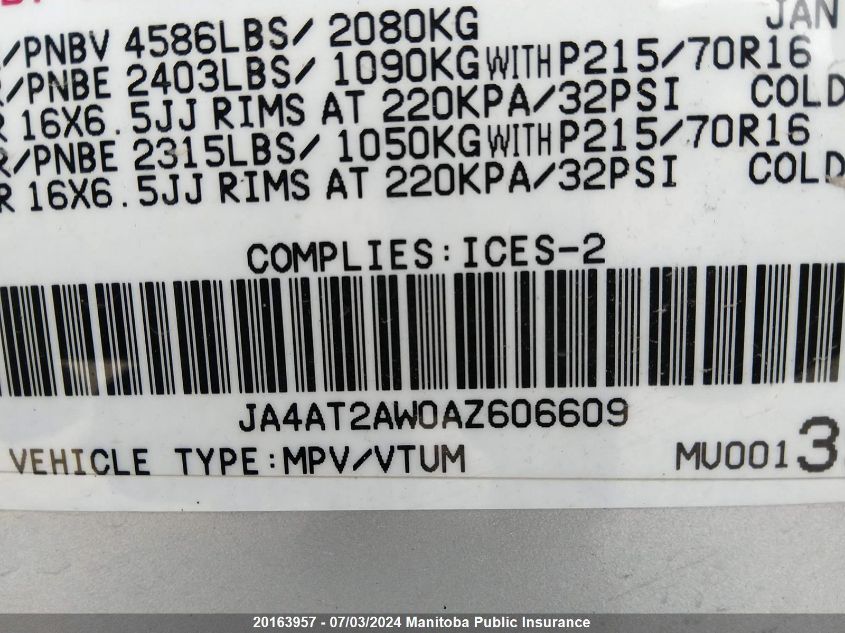 JAN
/PNBV 4586LBS/ 2080KG
/PNBE 2403LBS/ 1090KG WITH P215/70R16
R 16X6.5JJ RIMS AT 220KPA/32PSI COLD
R/PNBE 2315LBS/ 1050KG WITH P215/70R16
R 16X6.5JJ RIMS AT 220KPA/32PSI COLD
COMPLIES:ICES-2
JA4AT2AW0AZ606609
VEHICLE TYPE:MPV/VTUM MU0013
20163957 - 07/03/2024 Manitoba Public Insurance